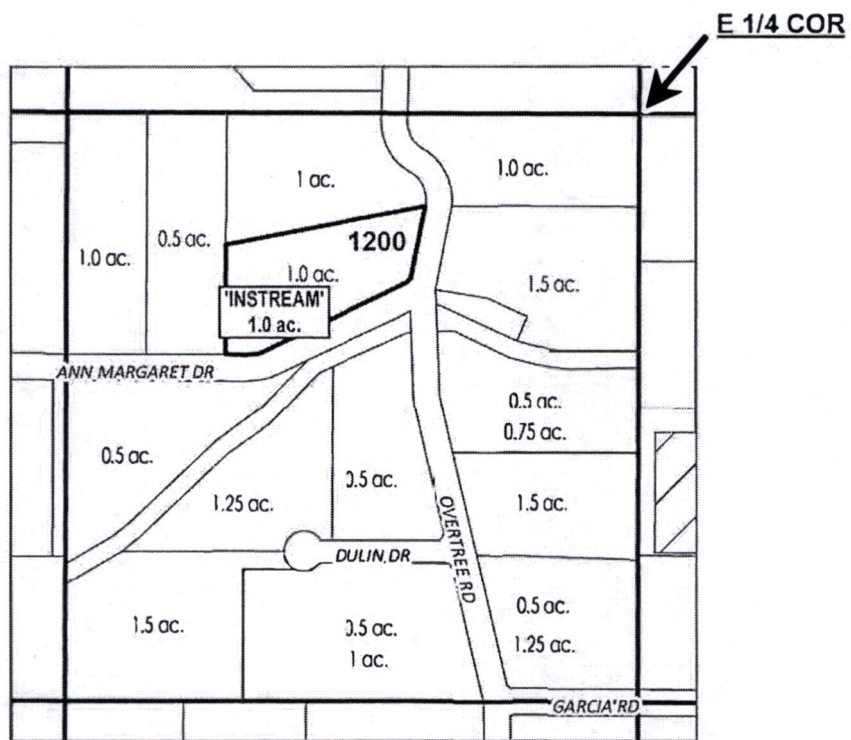 E 1/4 COR
1 ac.
1.0 ac.
1.0 ac.
0.5 ac.
1200
1.0 ac.
1.5 ac.
'INSTREAM'
1.0 ac.
ANN MARGARET DR
0.5 ac.
0.75 ac.
0.5 ac.
0.5 ac.
1.25 ac.
1.5 ac.
OVERTREE RD
DULIN DR
1.5 ac.
0.5 ac.
1 ac.
0.5 ac.
1.25 ac.
GARCIA RD